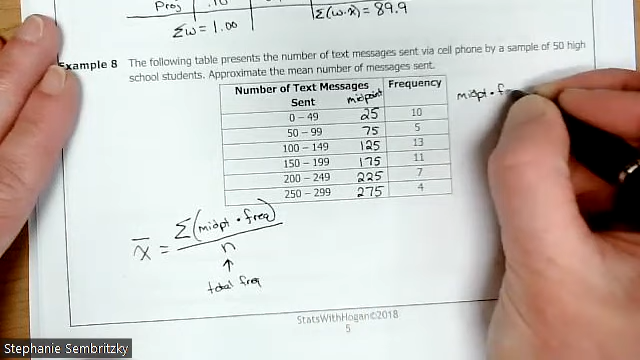 Proj .10
Σw = 1.00 Σ(w·x) = 89.9
Example 8 The following table presents the number of text messages sent via cell phone by a sample of 50 high
school students. Approximate the mean number of messages sent.
Number of Text Messages Sent midpoint Frequency
0 – 49 25 10
50 – 99 75 5
100 – 149 125 13
150 – 199 175 11
200 – 249 225 7
250 – 299 275 4
midpt · f
x̄ = Σ(midpt · freq)
n
↑
total freq
StatsWithHogan©2018
5
Stephanie Sembritzky